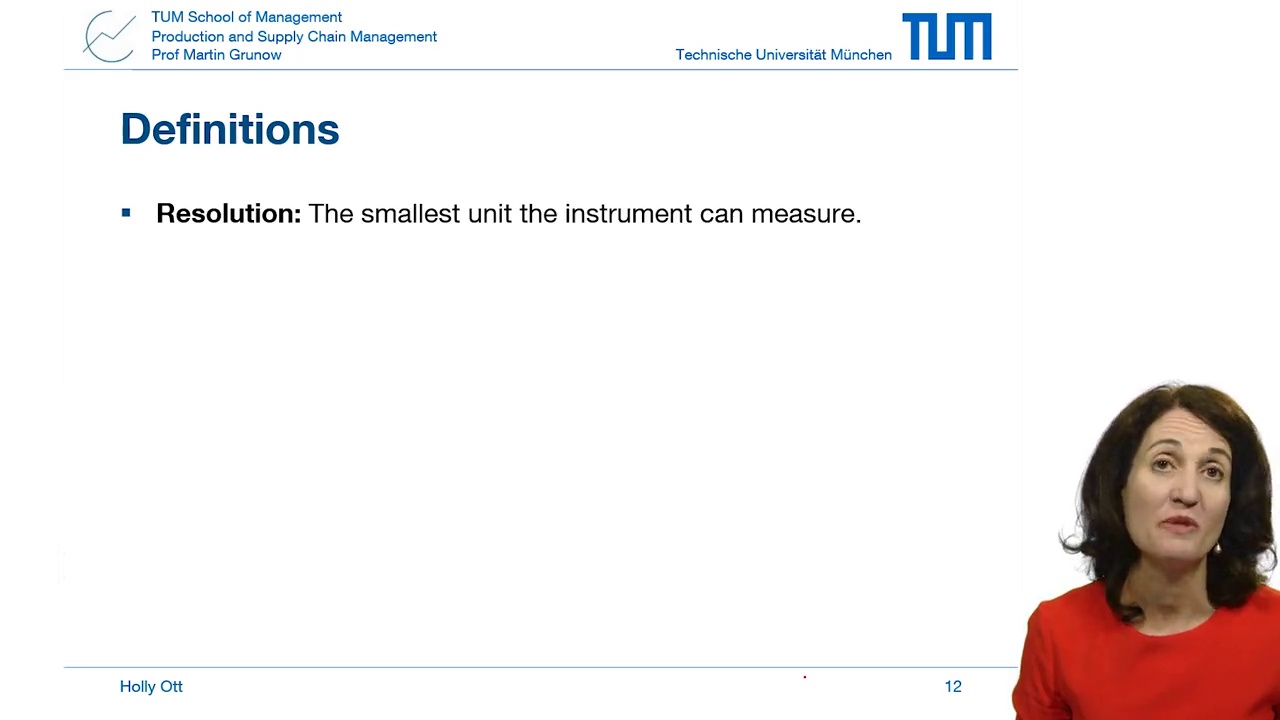 TUM School of Management
Production and Supply Chain Management
Prof Martin Grunow
Technische Universität München
TUM
Definitions
▪ Resolution: The smallest unit the instrument can measure.
Holly Ott
12